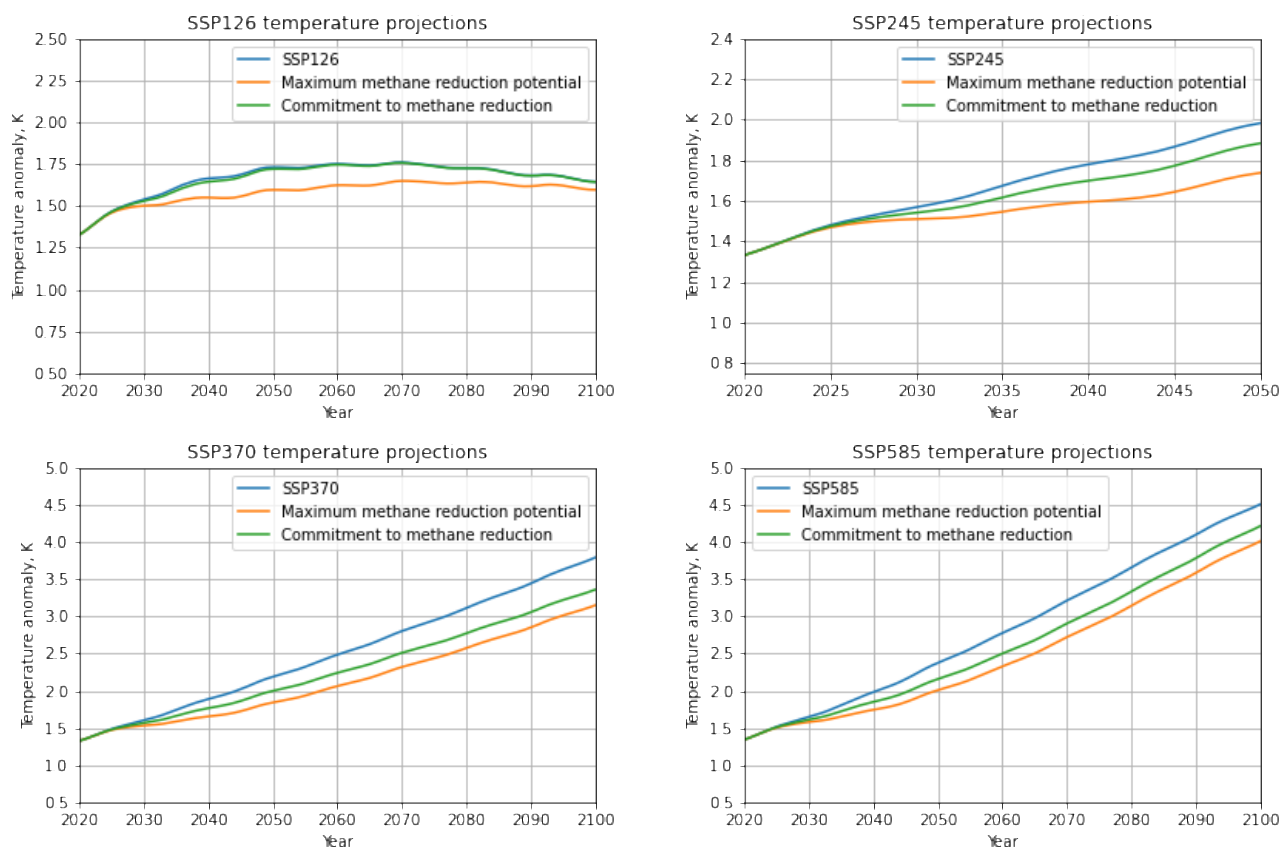 SSP126 temperature projections
2.50
2.25
2.00
1.75
1.50
1.25
1.00
0.75
0.50
Temperature anomaly, K
SSP126
Maximum methane reduction potential
Commitment to methane reduction
2020 2030 2040 2050 2060 2070 2080 2090 2100
Year
SSP245 temperature projections
2.4
2.2
2.0
1.8
1.6
1.4
1.2
1.0
0.8
Temperature anomaly, K
SSP245
Maximum methane reduction potential
Commitment to methane reduction
2020 2025 2030 2035 2040 2045 2050
Year
SSP370 temperature projections
5.0
4.5
4.0
3.5
3.0
2.5
2.0
1.5
1.0
0.5
Temperature anomaly, K
SSP370
Maximum methane reduction potential
Commitment to methane reduction
2020 2030 2040 2050 2060 2070 2080 2090 2100
Year
SSP585 temperature projections
5.0
4.5
4.0
3.5
3.0
2.5
2.0
1.5
1.0
0.5
Temperature anomaly, K
SSP585
Maximum methane reduction potential
Commitment to methane reduction
2020 2030 2040 2050 2060 2070 2080 2090 2100
Year